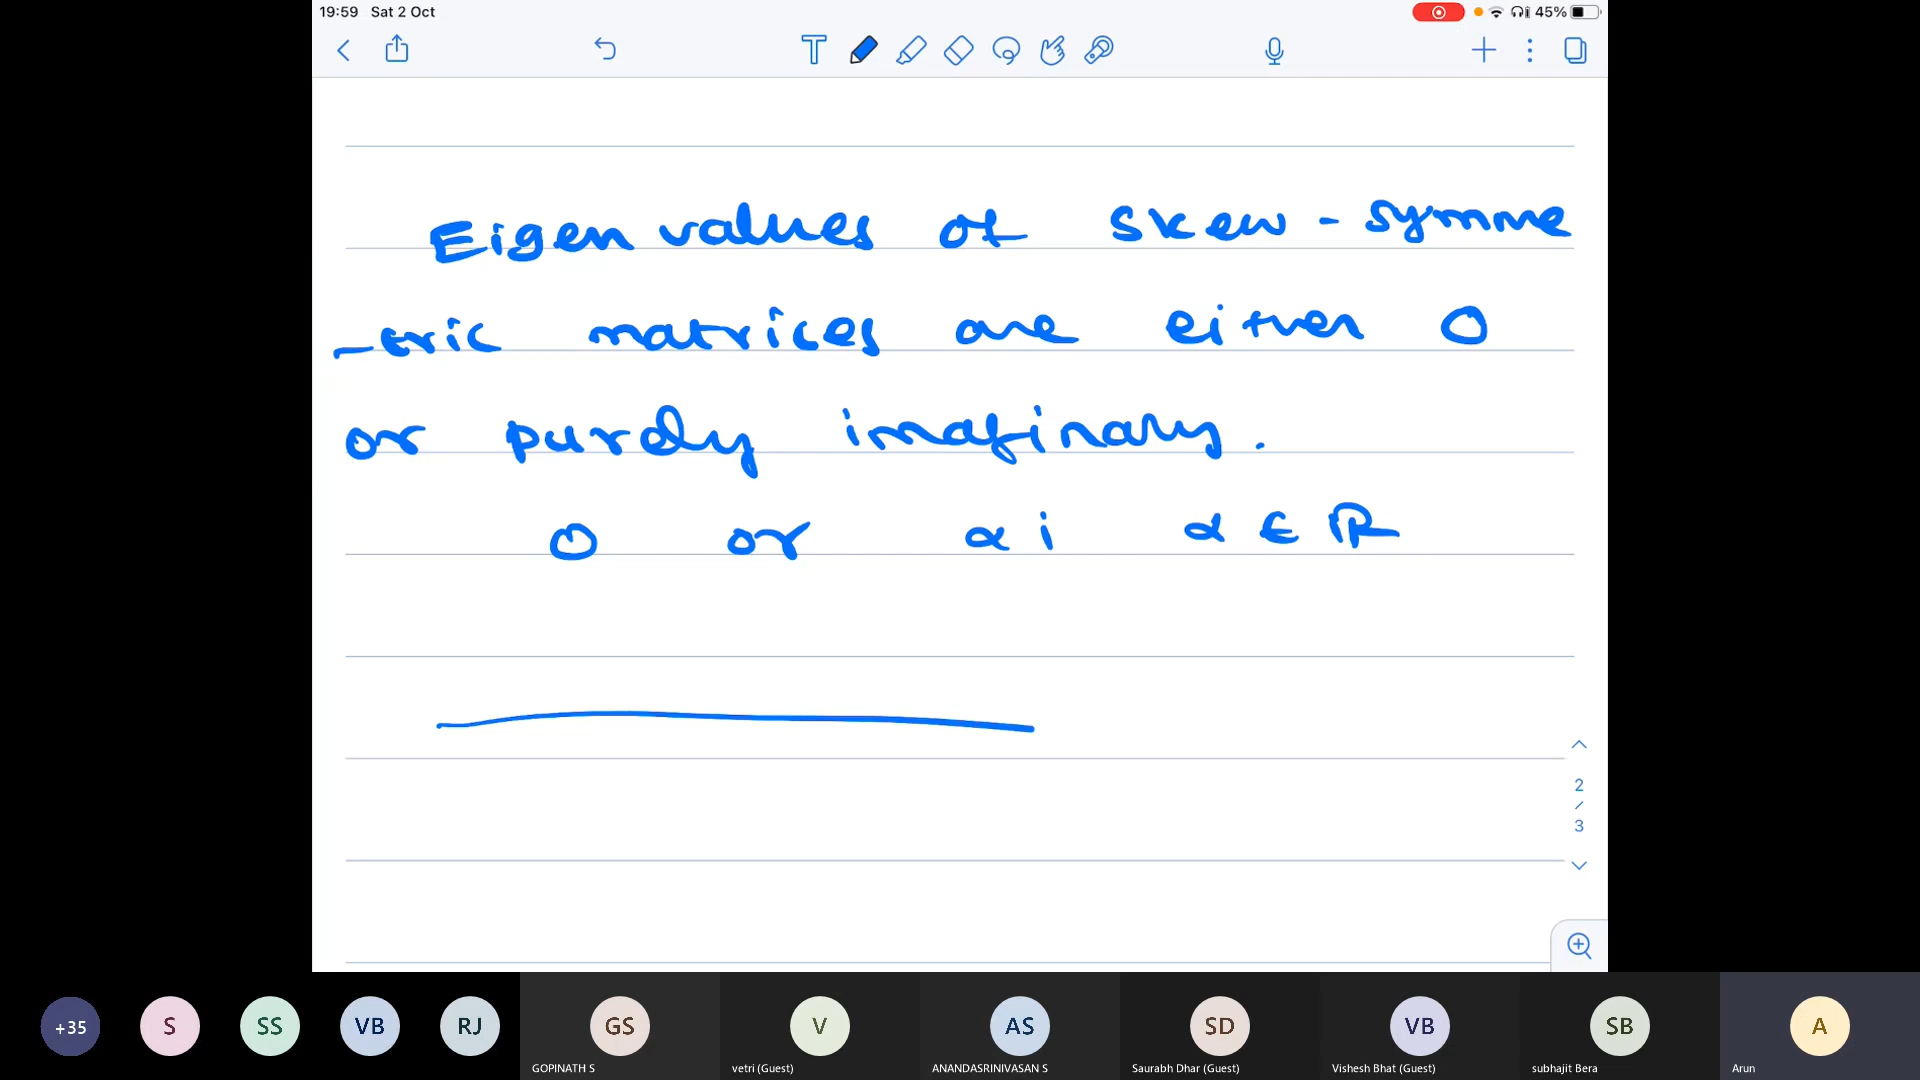 19:59 Sat 2 Oct
45%
Eigen values of skew-symme
-tric matrices are either 0
or purely imaginary.
0 or αi α ∈ ℝ
2
/
3
+35
S
SS
VB
RJ
GS
V
AS
SD
VB
SB
A
GOPINATH S
vetri (Guest)
ANANDASRINIVASAN S
Saurabh Dhar (Guest)
Vishesh Bhat (Guest)
subhajit Bera
Arun